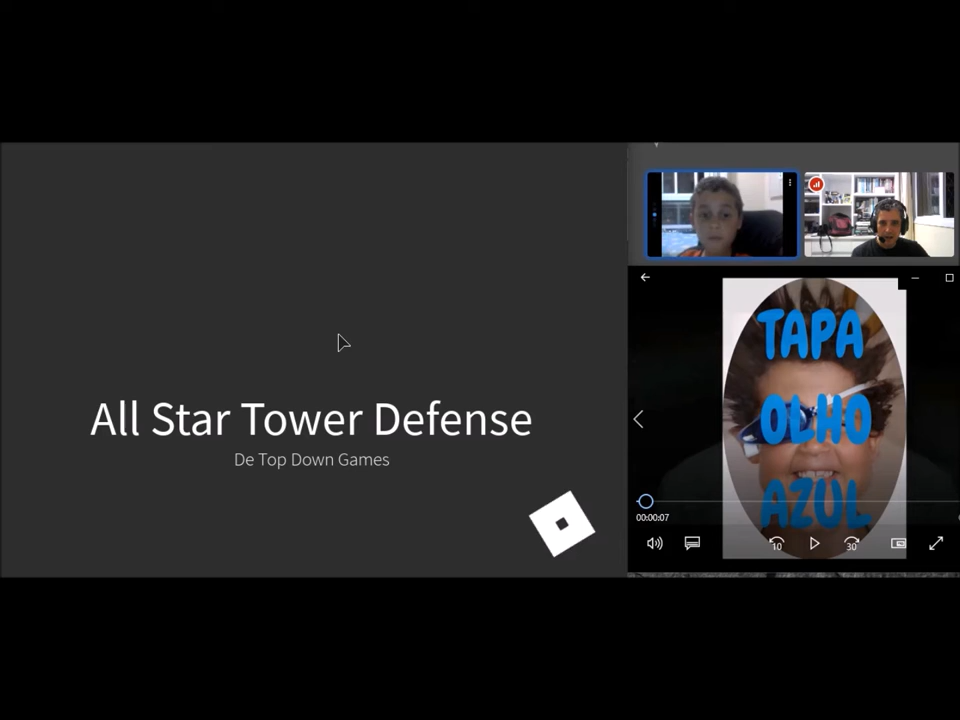 All Star Tower Defense
De Top Down Games
TAPA
OLHO
AZUL
00:00:07
10
30